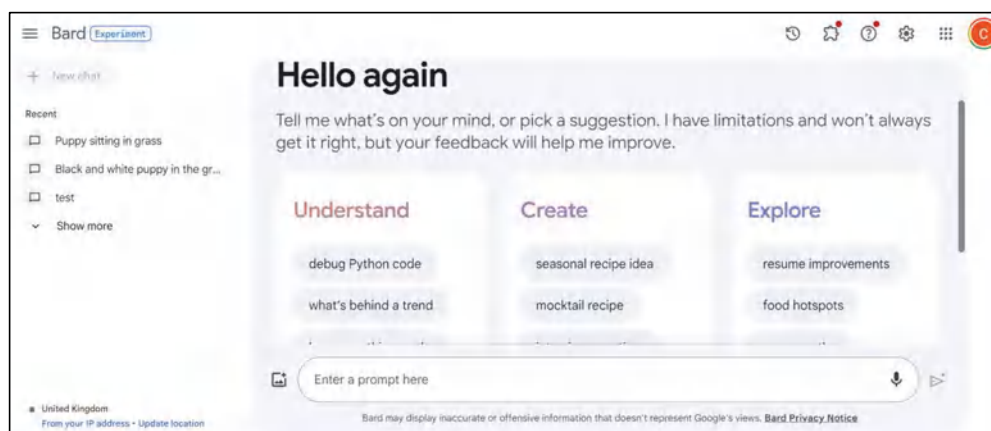 Bard Experiment
C
New chat
Recent
Puppy sitting in grass
Black and white puppy in the gr...
test
Show more
United Kingdom
From your IP address • Update location
Hello again
Tell me what's on your mind, or pick a suggestion. I have limitations and won't always
get it right, but your feedback will help me improve.
Understand
debug Python code
what's behind a trend
Create
seasonal recipe idea
mocktail recipe
Explore
resume improvements
food hotspots
Enter a prompt here
Bard may display inaccurate or offensive information that doesn't represent Google's views. Bard Privacy Notice